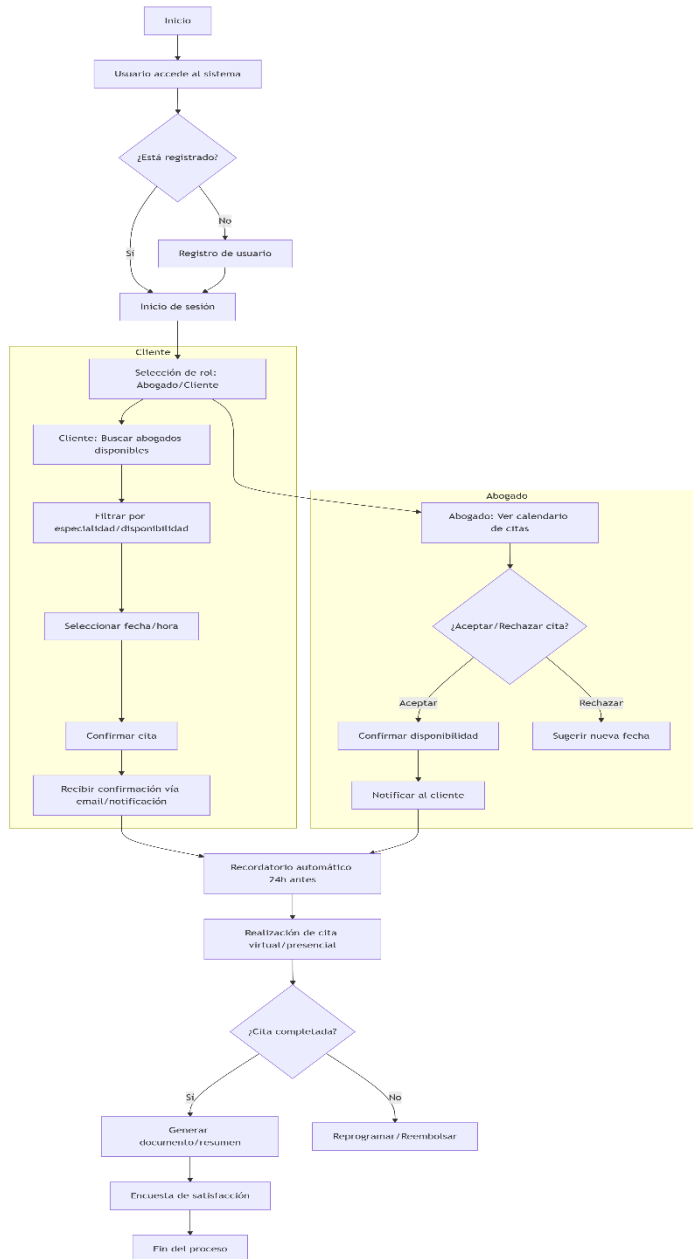 Inicio
Usuario accede al sistema
¿Está registrado?
No
Sí
Registro de usuario
Inicio de sesión
Cliente
Selección de rol:
Abogado/Cliente
Cliente: Buscar abogados
disponibles
Filtrar por
especialidad/disponibilidad
Seleccionar fecha/hora
Confirmar cita
Recibir confirmación vía
email/notificación
Abogado
Abogado: Ver calendario
de citas
¿Aceptar/Rechazar cita?
Aceptar
Rechazar
Confirmar disponibilidad
Sugerir nueva fecha
Notificar al cliente
Recordatorio automático
24h antes
Realización de cita
virtual/presencial
¿Cita completada?
Sí
No
Generar
documento/resumen
Reprogramar/Reembolsar
Encuesta de satisfacción
Fin del proceso